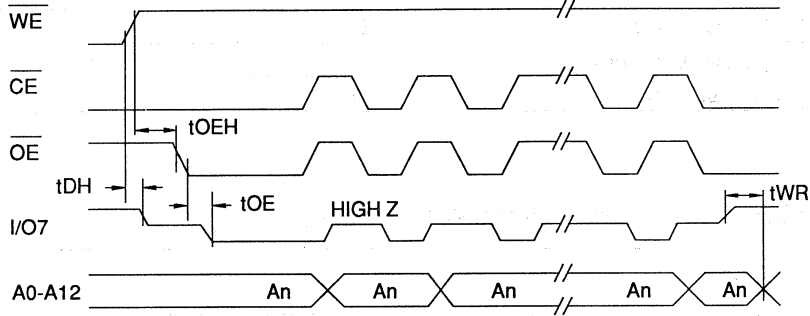 WE
CE
tOEH
OE
tDH
tOE
HIGH Z
tWR
I/O7
A0-A12
An An An An An